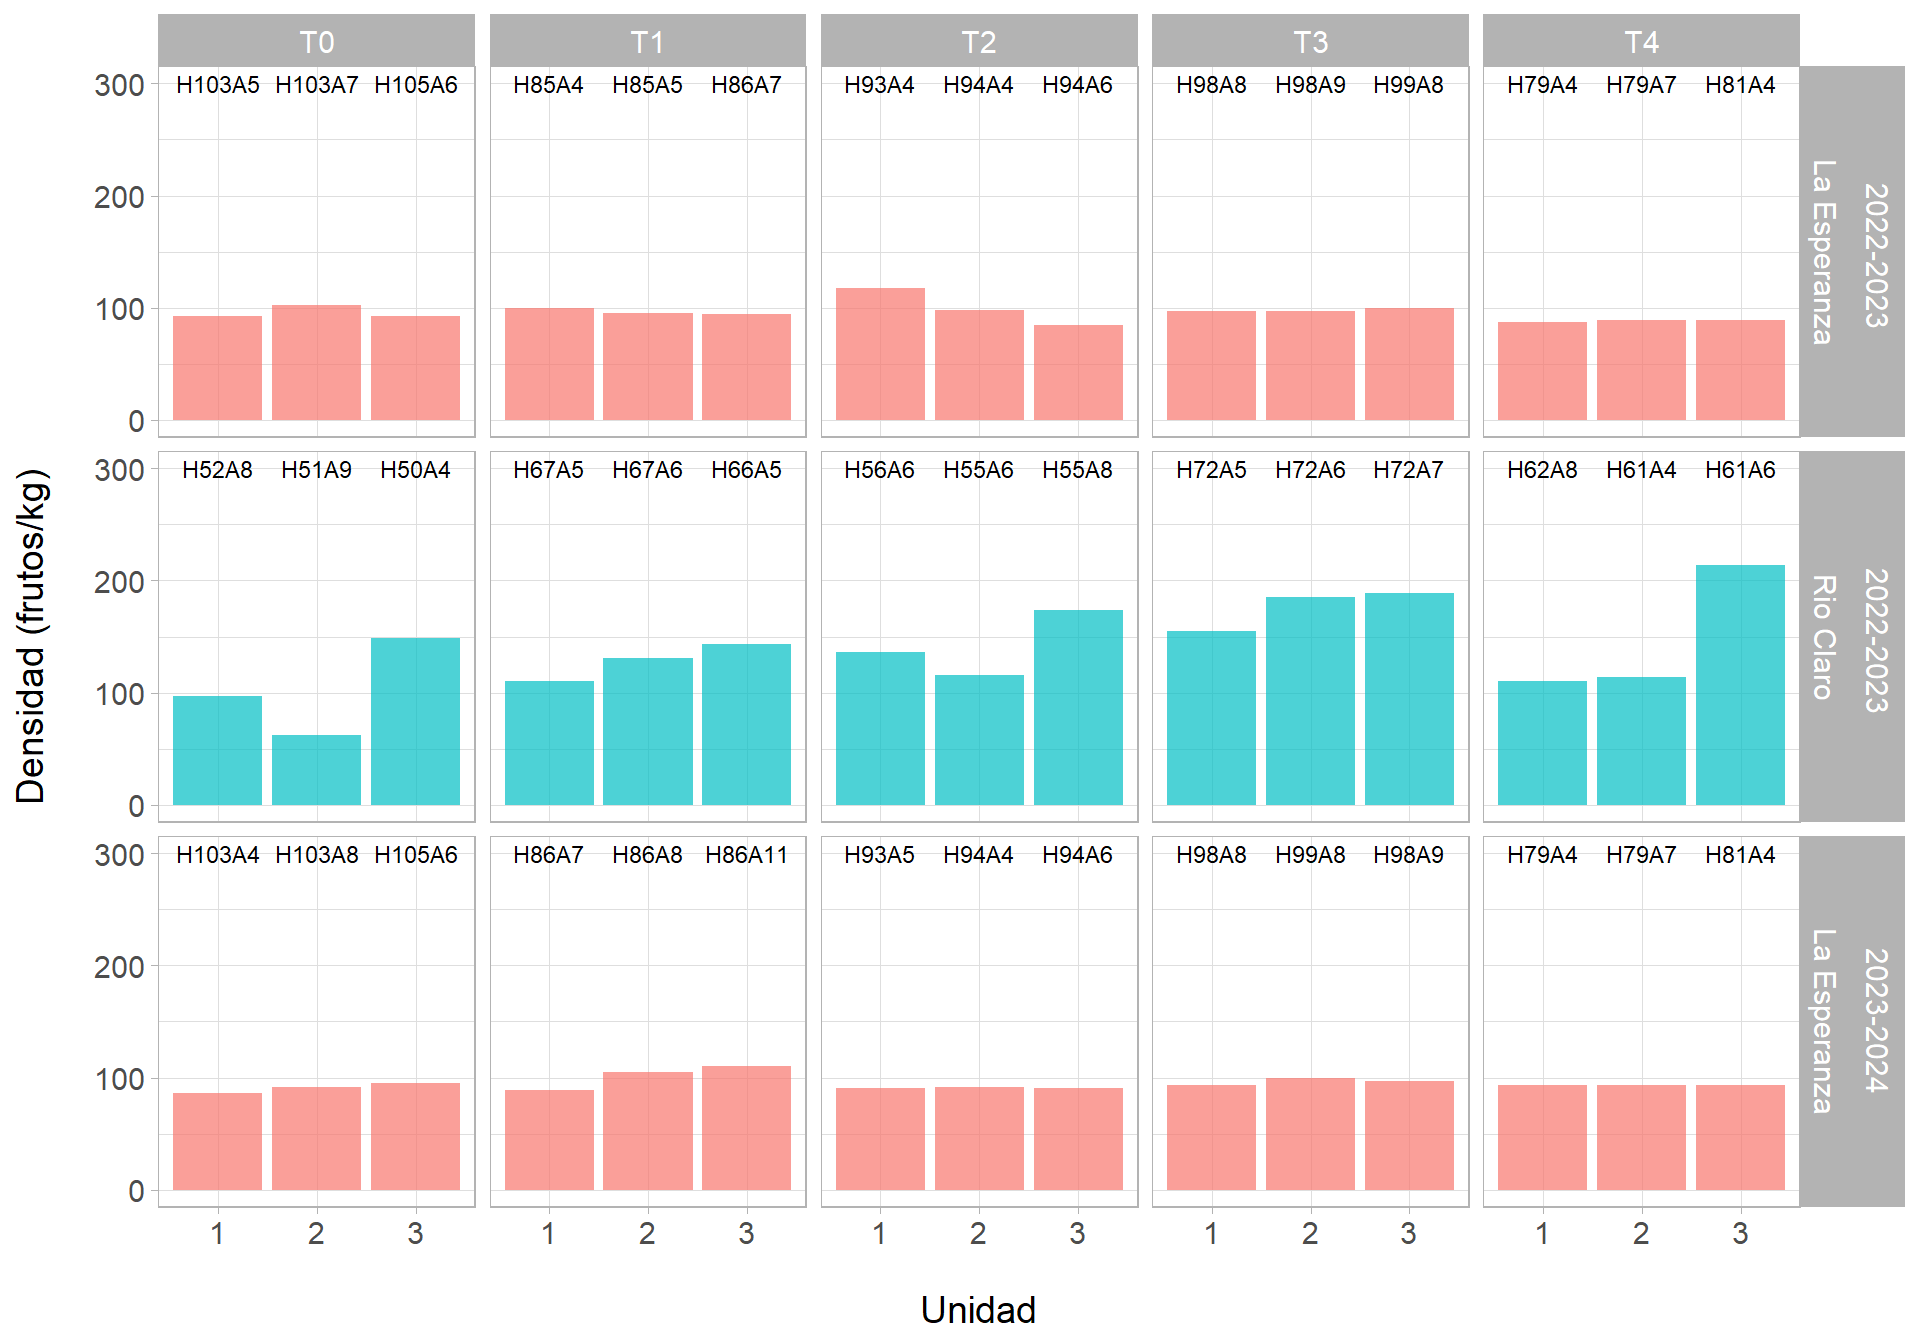 T0 T1 T2 T3 T4
300 H103A5 H103A7 H105A6 H85A4 H85A5 H86A7 H93A4 H94A4 H94A6 H98A8 H98A9 H99A8 H79A4 H79A7 H81A4
200
100
0
La Esperanza
2022-2023
300 H52A8 H51A9 H50A4 H67A5 H67A6 H66A5 H56A6 H55A6 H55A8 H72A5 H72A6 H72A7 H62A8 H61A4 H61A6
200
100
0
Rio Claro
2022-2023
300 H103A4 H103A8 H105A6 H86A7 H86A8 H86A11 H93A5 H94A4 H94A6 H98A8 H99A8 H98A9 H79A4 H79A7 H81A4
200
100
0
La Esperanza
2023-2024
1 2 3 1 2 3 1 2 3 1 2 3 1 2 3
Densidad (frutos/kg)
Unidad